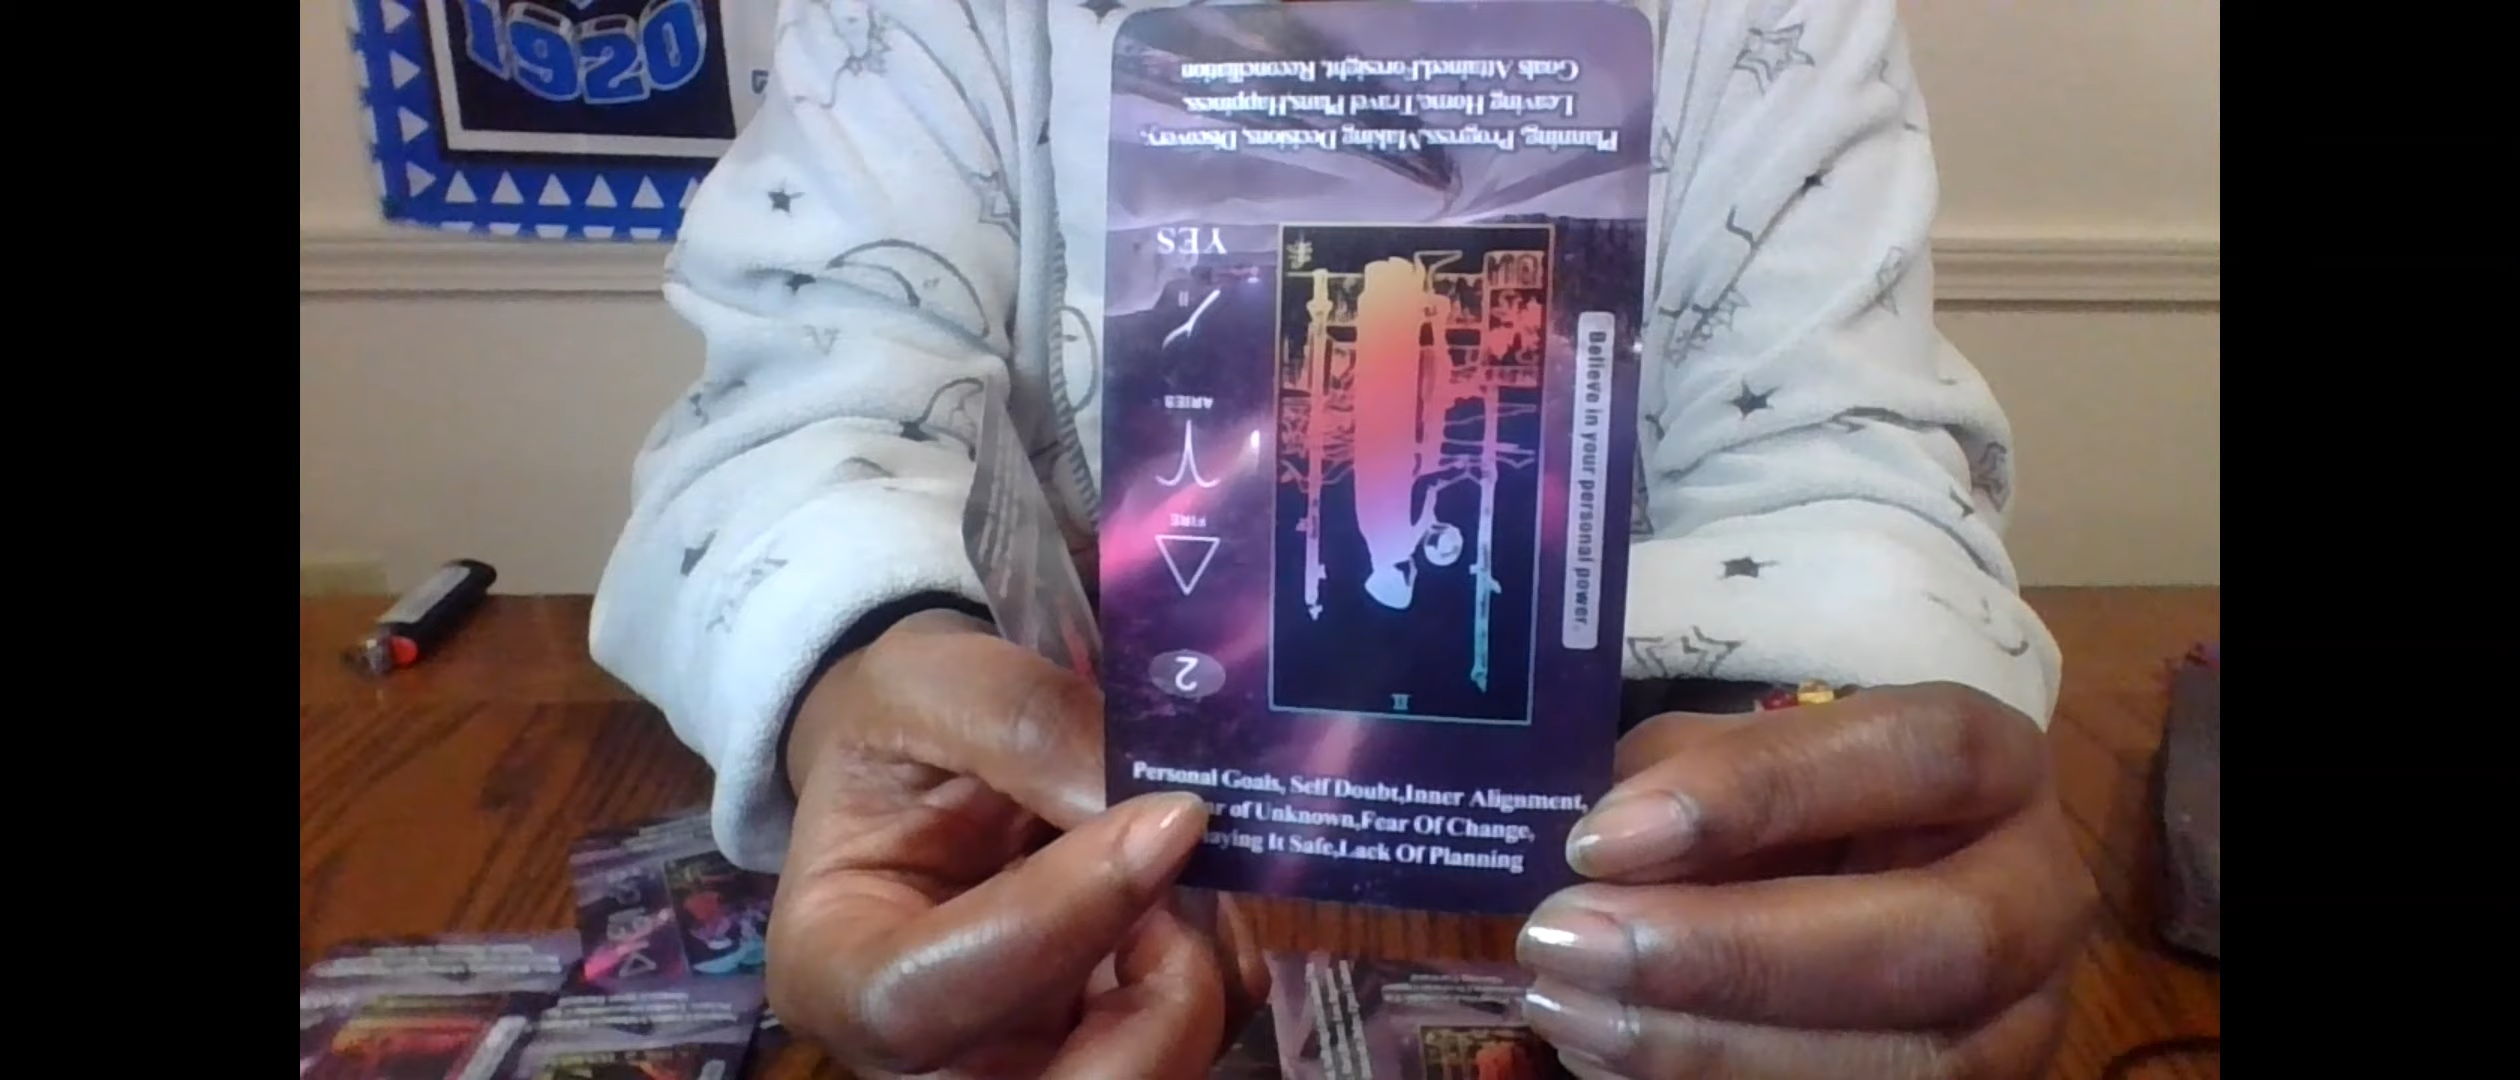 1920
Goals Attained,Foresight, Reconciliation
Leaving Home,Travel Plans,Happiness,
Planning, Progress,Making Decisions, Discovery,
YES
II
ARIES
FIRE
2
II
Believe in your personal power.
Personal Goals, Self Doubt,Inner Alignment,
of Unknown,Fear Of Change,
It Safe,Lack Of Planning